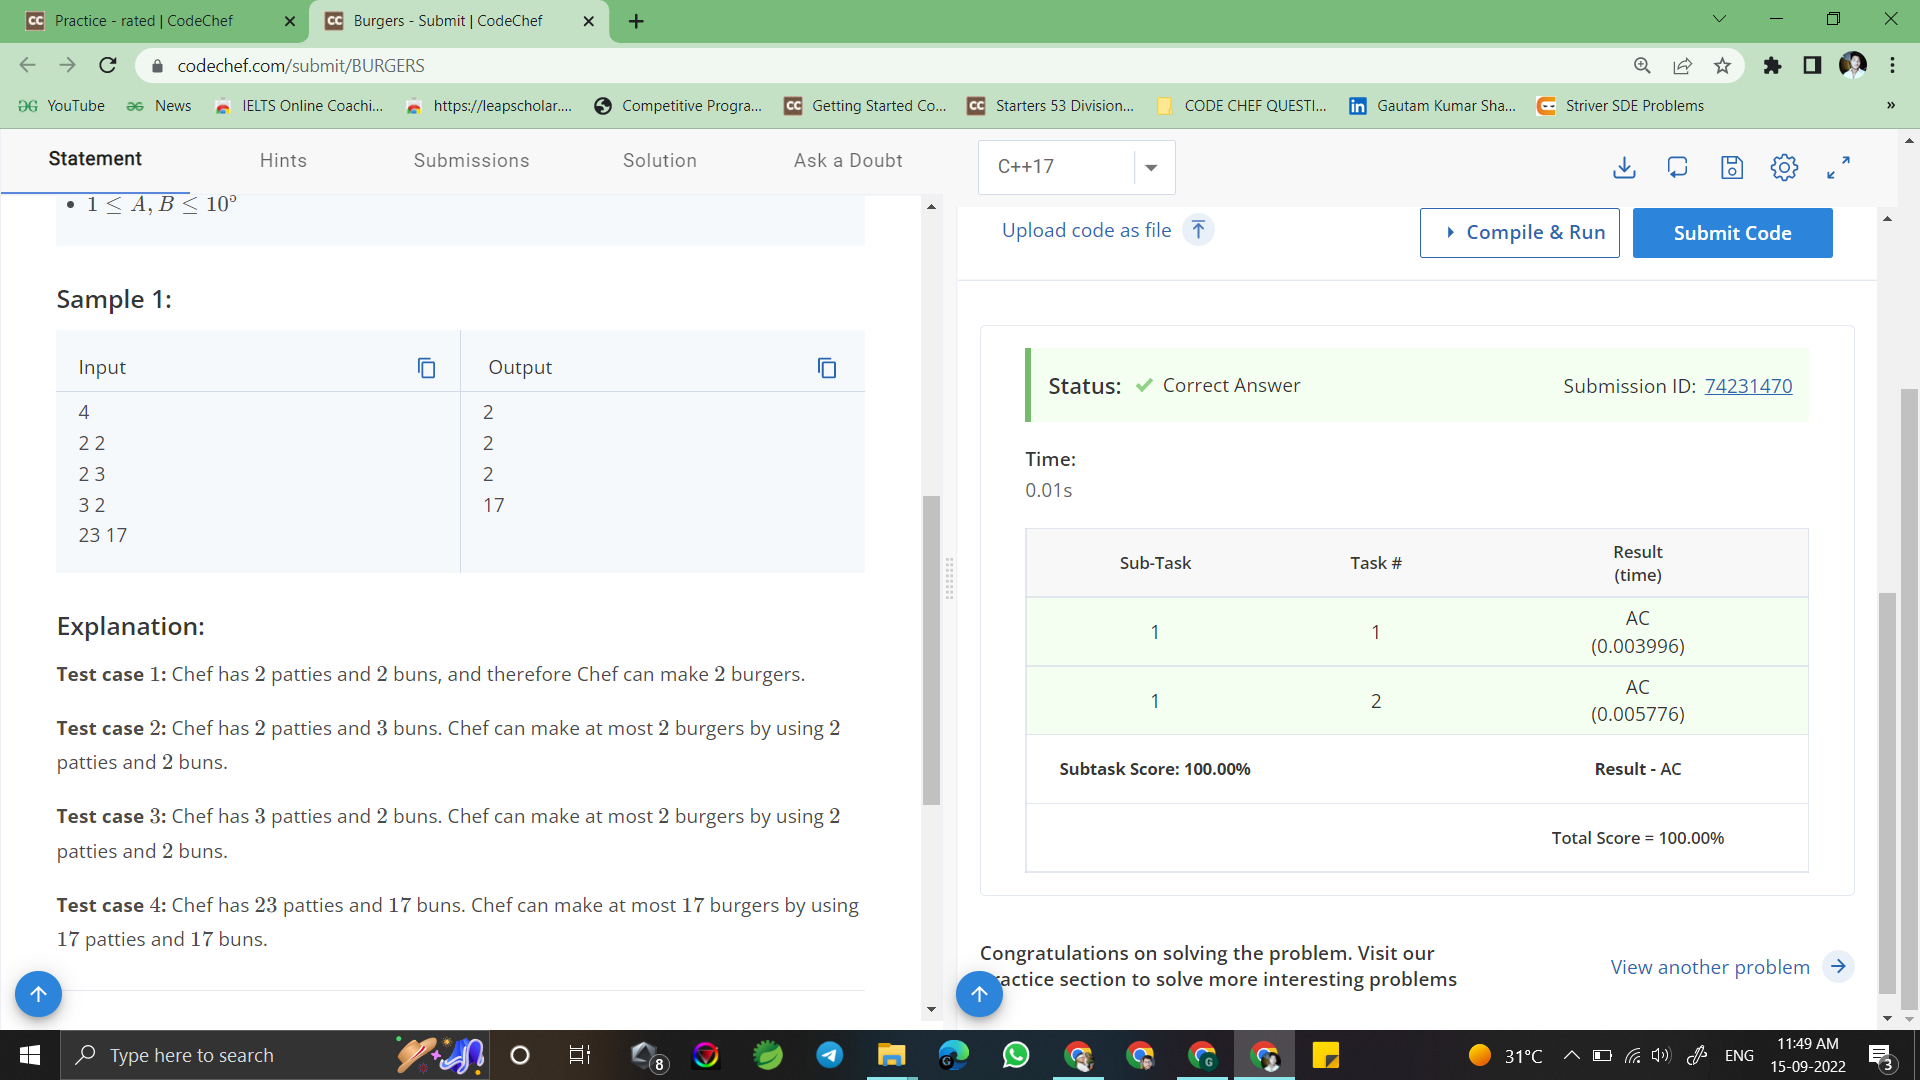 Practice - rated | CodeChef
Burgers - Submit | CodeChef
codechef.com/submit/BURGERS
YouTube
News
IELTS Online Coachi...
https://leapscholar....
Competitive Progra...
Getting Started Co...
Starters 53 Division...
CODE CHEF QUESTI...
Gautam Kumar Sha...
Striver SDE Problems
»
Statement
Hints
Submissions
Solution
Ask a Doubt
C++17
Upload code as file
Compile & Run
Submit Code
• 1 ≤ A, B ≤ 10⁵
Sample 1:
Input
Output
4
2 2
2 3
3 2
23 17
2
2
2
17
Explanation:
Test case 1: Chef has 2 patties and 2 buns, and therefore Chef can make 2 burgers.
Test case 2: Chef has 2 patties and 3 buns. Chef can make at most 2 burgers by using 2
patties and 2 buns.
Test case 3: Chef has 3 patties and 2 buns. Chef can make at most 2 burgers by using 2
patties and 2 buns.
Test case 4: Chef has 23 patties and 17 buns. Chef can make at most 17 burgers by using
17 patties and 17 buns.
Status: Correct Answer
Submission ID: 74231470
Time:
0.01s
Sub-Task
Task #
Result
(time)
1
1
AC
(0.003996)
1
2
AC
(0.005776)
Subtask Score: 100.00%
Result - AC
Total Score = 100.00%
Congratulations on solving the problem. Visit our
ractice section to solve more interesting problems
View another problem
Type here to search
8
31°C
ENG
11:49 AM
15-09-2022
3